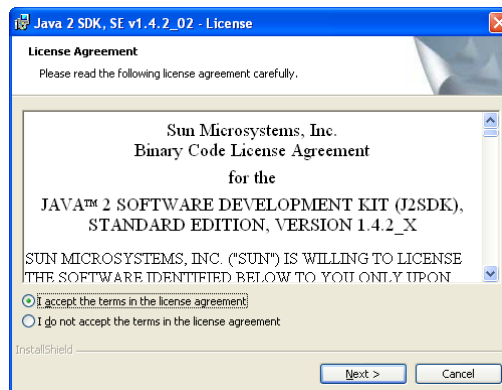 Java 2 SDK, SE v1.4.2_02 - License
License Agreement
Please read the following license agreement carefully.
Sun Microsystems, Inc.
Binary Code License Agreement
for the
JAVA™ 2 SOFTWARE DEVELOPMENT KIT (J2SDK),
STANDARD EDITION, VERSION 1.4.2_X
SUN MICROSYSTEMS, INC. ("SUN") IS WILLING TO LICENSE
THE SOFTWARE IDENTIFIED BELOW TO YOU ONLY UPON
I accept the terms in the license agreement
I do not accept the terms in the license agreement
InstallShield
Next >
Cancel